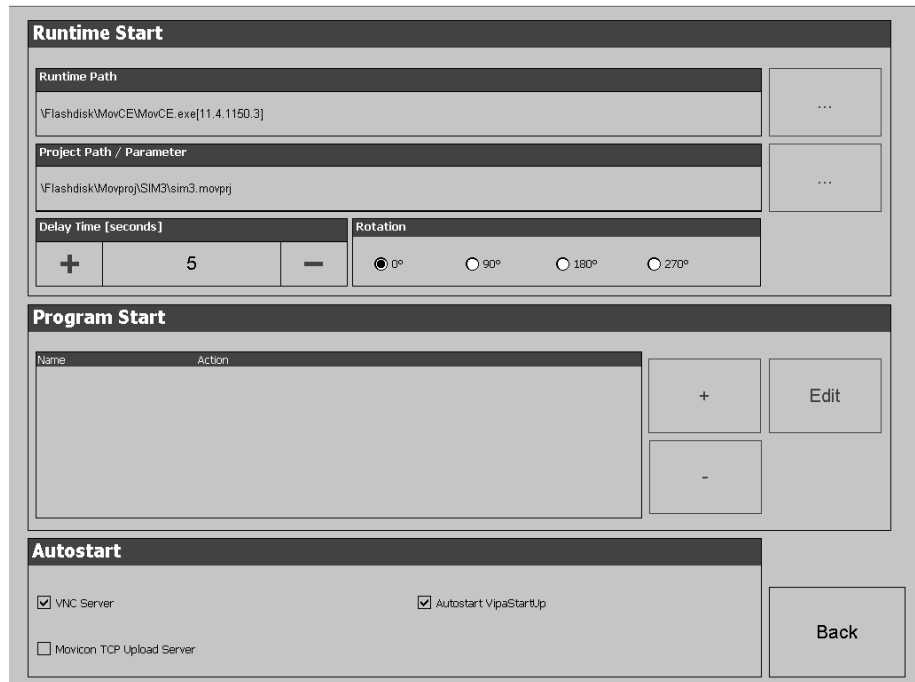 Runtime Start
Runtime Path
\Flashdisk\MovCE\MovCE.exe[11.4.1150.3]
...
Project Path / Parameter
\Flashdisk\Movproj\SIM3\sim3.movprj
...
Delay Time [seconds]
Rotation
+ 5 −
0° 90° 180° 270°
Program Start
Name Action
+
Edit
-
Autostart
VNC Server
Autostart VipaStartUp
Movicon TCP Upload Server
Back